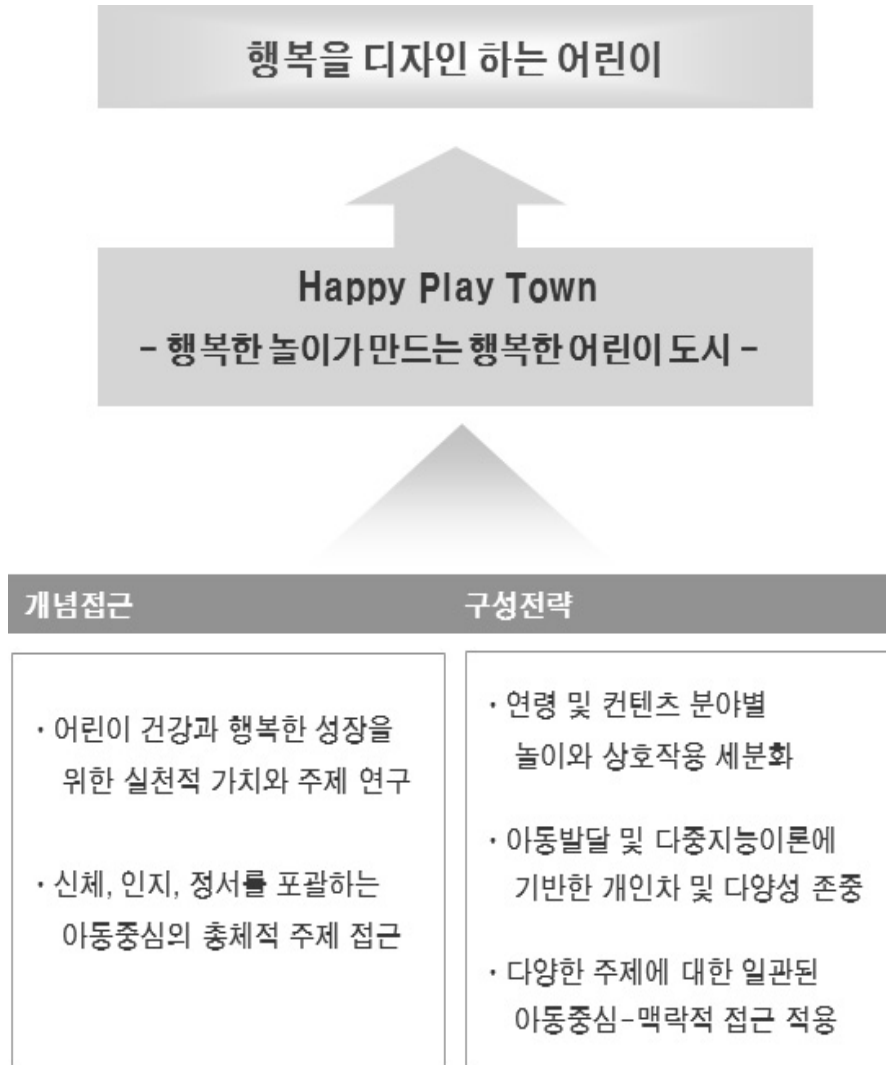 행복을 디자인 하는 어린이
Happy Play Town
- 행복한 놀이가 만드는 행복한 어린이 도시 -
개념접근
· 어린이 건강과 행복한 성장을
위한 실천적 가치와 주제 연구
· 신체, 인지, 정서를 포괄하는
아동중심의 총체적 주제 접근
구성전략
· 연령 및 컨텐츠 분야별
놀이와 상호작용 세분화
· 아동발달 및 다중지능이론에
기반한 개인차 및 다양성 존중
· 다양한 주제에 대한 일관된
아동중심-맥락적 접근 적용